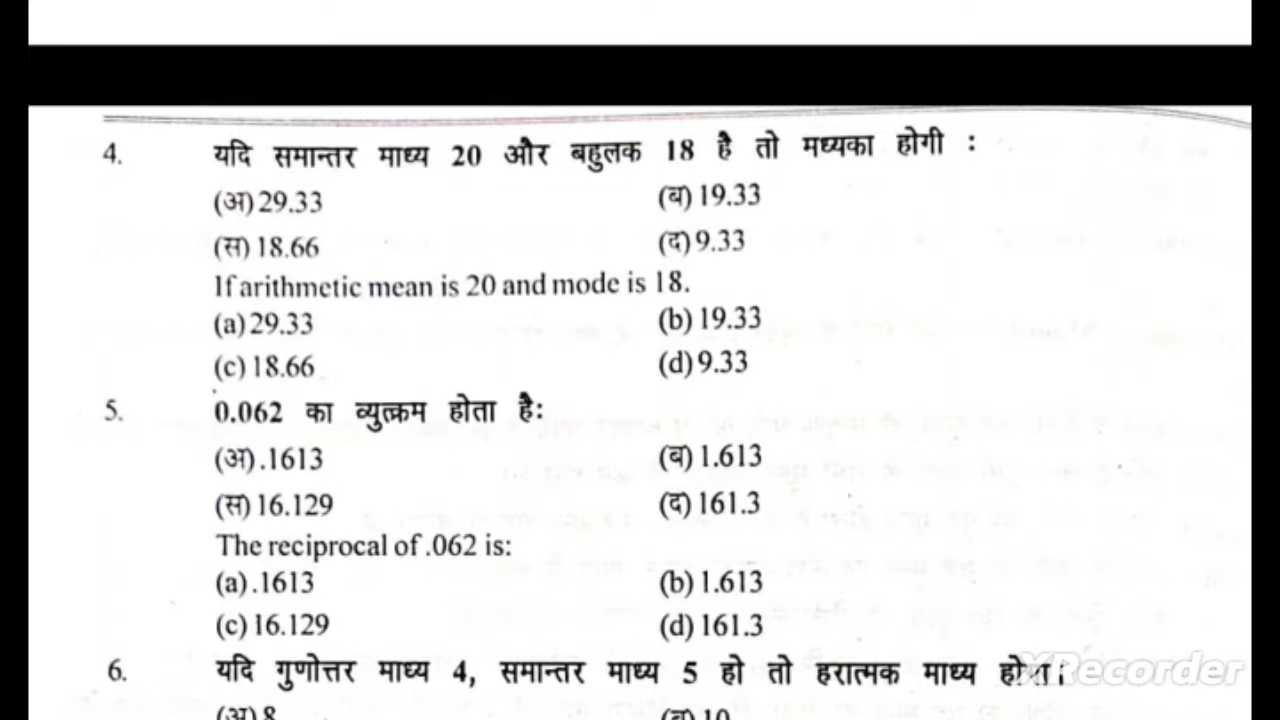 4. यदि समान्तर माध्य 20 और बहुलक 18 है तो मध्यका होगी :
(अ) 29.33 (ब) 19.33
(स) 18.66 (द) 9.33
If arithmetic mean is 20 and mode is 18.
(a) 29.33 (b) 19.33
(c) 18.66 (d) 9.33
5. 0.062 का व्युत्क्रम होता है:
(अ) .1613 (ब) 1.613
(स) 16.129 (द) 161.3
The reciprocal of .062 is:
(a) .1613 (b) 1.613
(c) 16.129 (d) 161.3
6. यदि गुणोत्तर माध्य 4, समान्तर माध्य 5 हो तो हरात्मक माध्य होगा।
XRecorder
(अ) 8 (ब) 10